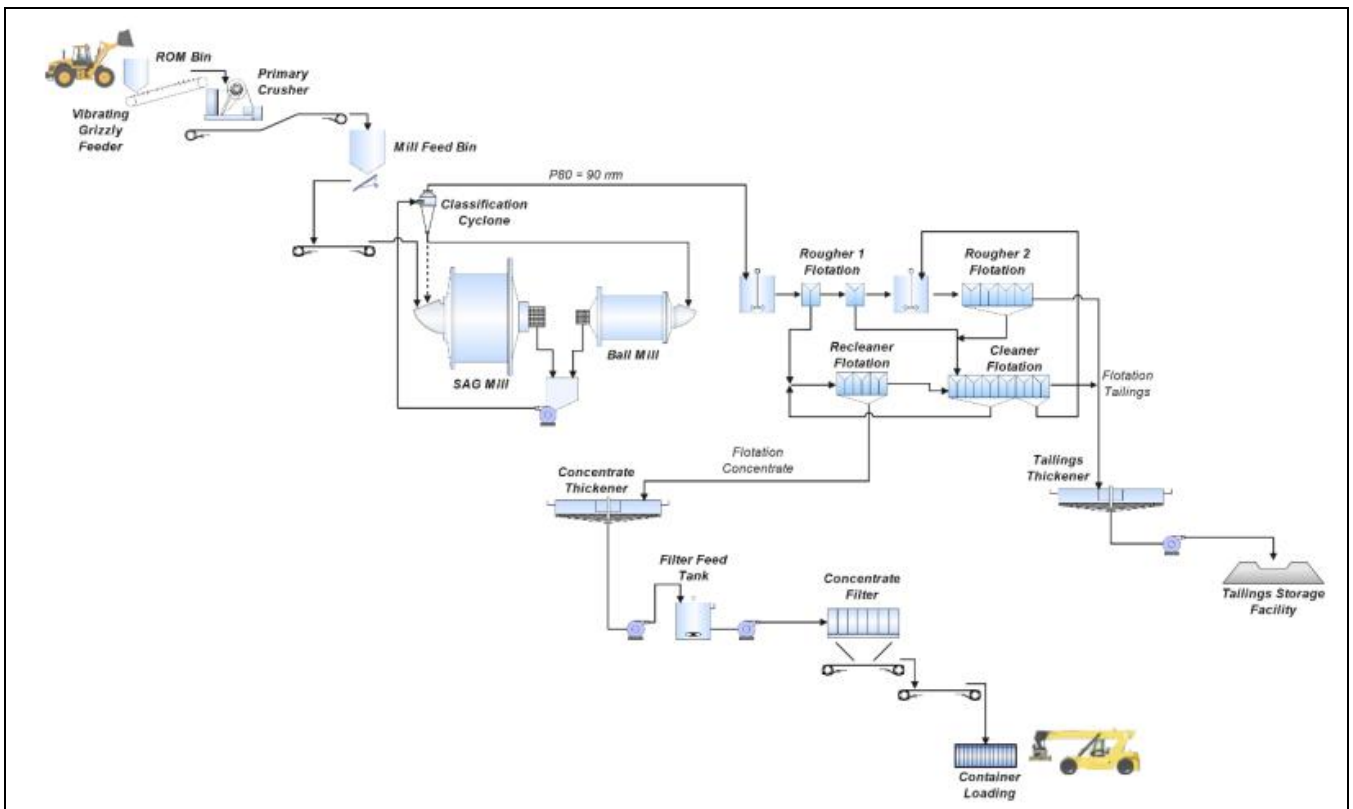 ROM Bin
Primary
Crusher
Vibrating
Grizzly
Feeder
Mill Feed Bin
P80 = 90 mm
Classification
Cyclone
Rougher 1
Flotation
Rougher 2
Flotation
SAG Mill
Ball Mill
Recleaner
Flotation
Cleaner
Flotation
Flotation
Tailings
Flotation
Concentrate
Concentrate
Thickener
Tailings
Thickener
Filter Feed
Tank
Concentrate
Filter
Tailings Storage
Facility
Container
Loading